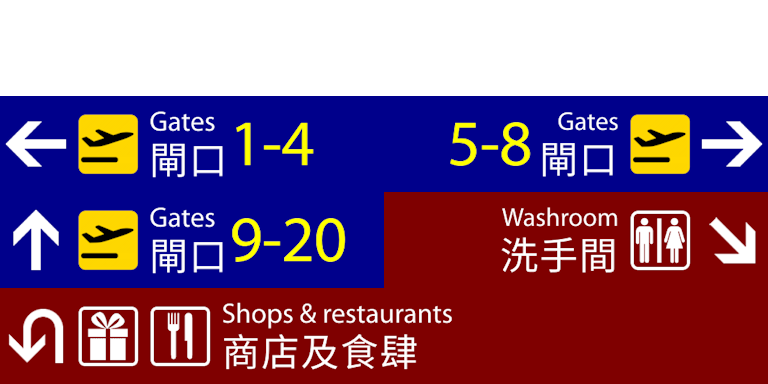 Gates
閘口 1-4
Gates
5-8 閘口
Gates
閘口 9-20
Washroom
洗手間
Shops & restaurants
商店及食肆